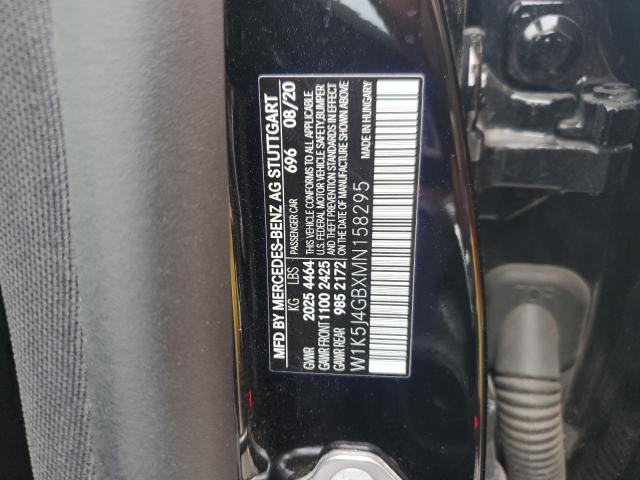 MFD BY MERCEDES-BENZ AG STUTTGART
KG LBS PASSENGER CAR 696 08/20
GWR 2025 4464 THIS VEHICLE CONFORMS TO ALL APPLICABLE
GAWR FRONT 1100 2425 U.S. FEDERAL MOTOR VEHICLE SAFETY, BUMPER
AND THEFT PREVENTION STANDARDS IN EFFECT
GAWR REAR 985 2172 ON THE DATE OF MANUFACTURE SHOWN ABOVE
W1K5J4GBXMN158295 MADE IN HUNGARY
TOP